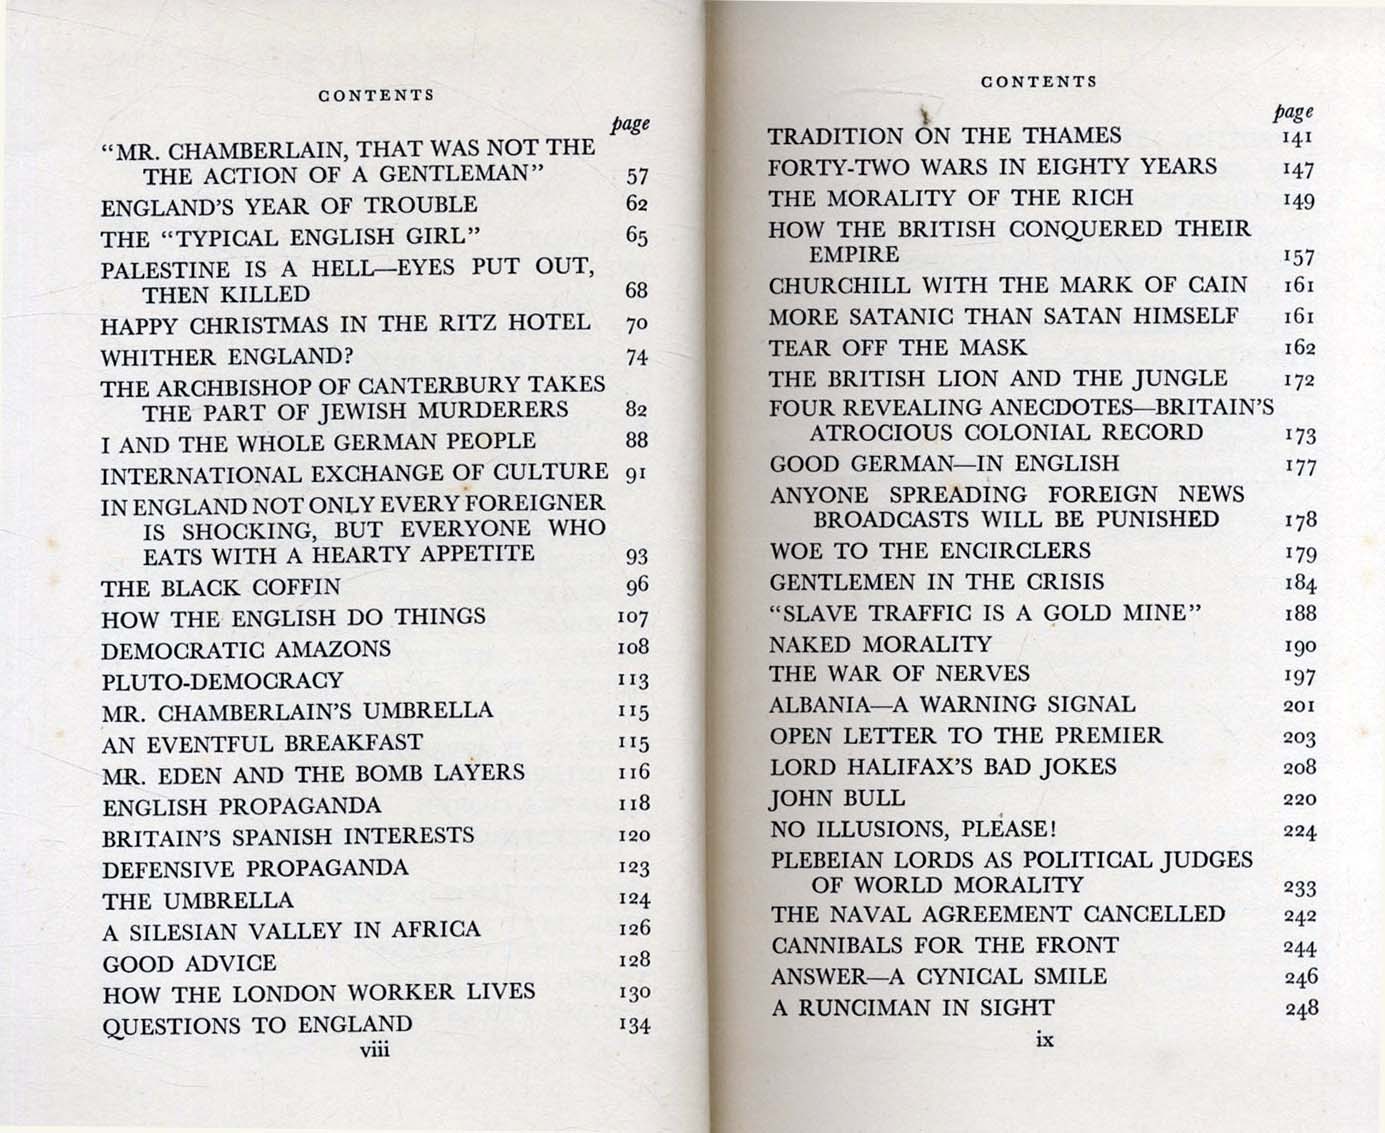 CONTENTS
page
“MR. CHAMBERLAIN, THAT WAS NOT THE
THE ACTION OF A GENTLEMAN” 57
ENGLAND'S YEAR OF TROUBLE 62
THE “TYPICAL ENGLISH GIRL” 65
PALESTINE IS A HELL—EYES PUT OUT,
THEN KILLED 68
HAPPY CHRISTMAS IN THE RITZ HOTEL 70
WHITHER ENGLAND? 74
THE ARCHBISHOP OF CANTERBURY TAKES
THE PART OF JEWISH MURDERERS 82
I AND THE WHOLE GERMAN PEOPLE 88
INTERNATIONAL EXCHANGE OF CULTURE 91
IN ENGLAND NOT ONLY EVERY FOREIGNER
IS SHOCKING, BUT EVERYONE WHO
EATS WITH A HEARTY APPETITE 93
THE BLACK COFFIN 96
HOW THE ENGLISH DO THINGS 107
DEMOCRATIC AMAZONS 108
PLUTO-DEMOCRACY 113
MR. CHAMBERLAIN'S UMBRELLA 115
AN EVENTFUL BREAKFAST 115
MR. EDEN AND THE BOMB LAYERS 116
ENGLISH PROPAGANDA 118
BRITAIN'S SPANISH INTERESTS 120
DEFENSIVE PROPAGANDA 123
THE UMBRELLA 124
A SILESIAN VALLEY IN AFRICA 126
GOOD ADVICE 128
HOW THE LONDON WORKER LIVES 130
QUESTIONS TO ENGLAND 134
viii
CONTENTS
page
TRADITION ON THE THAMES 141
FORTY-TWO WARS IN EIGHTY YEARS 147
THE MORALITY OF THE RICH 149
HOW THE BRITISH CONQUERED THEIR
EMPIRE 157
CHURCHILL WITH THE MARK OF CAIN 161
MORE SATANIC THAN SATAN HIMSELF 161
TEAR OFF THE MASK 162
THE BRITISH LION AND THE JUNGLE 172
FOUR REVEALING ANECDOTES—BRITAIN'S
ATROCIOUS COLONIAL RECORD 173
GOOD GERMAN—IN ENGLISH 177
ANYONE SPREADING FOREIGN NEWS
BROADCASTS WILL BE PUNISHED 178
WOE TO THE ENCIRCLERS 179
GENTLEMEN IN THE CRISIS 184
“SLAVE TRAFFIC IS A GOLD MINE” 188
NAKED MORALITY 190
THE WAR OF NERVES 197
ALBANIA—A WARNING SIGNAL 201
OPEN LETTER TO THE PREMIER 203
LORD HALIFAX'S BAD JOKES 208
JOHN BULL 220
NO ILLUSIONS, PLEASE! 224
PLEBEIAN LORDS AS POLITICAL JUDGES
OF WORLD MORALITY 233
THE NAVAL AGREEMENT CANCELLED 242
CANNIBALS FOR THE FRONT 244
ANSWER—A CYNICAL SMILE 246
A RUNCIMAN IN SIGHT 248
ix